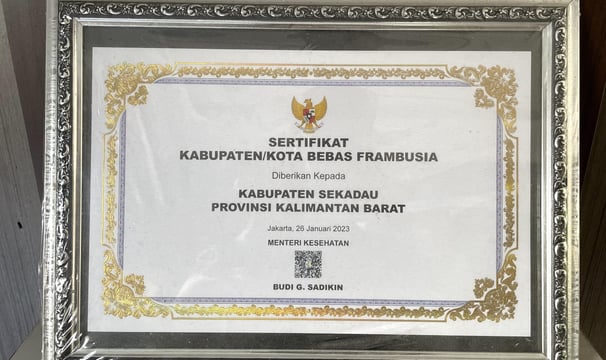 SERTIFIKAT
KABUPATEN/KOTA BEBAS FRAMBUSIA
Diberikan Kepada
KABUPATEN SEKADAU
PROVINSI KALIMANTAN BARAT
Jakarta, 26 Januari 2023
MENTERI KESEHATAN
BUDI G. SADIKIN